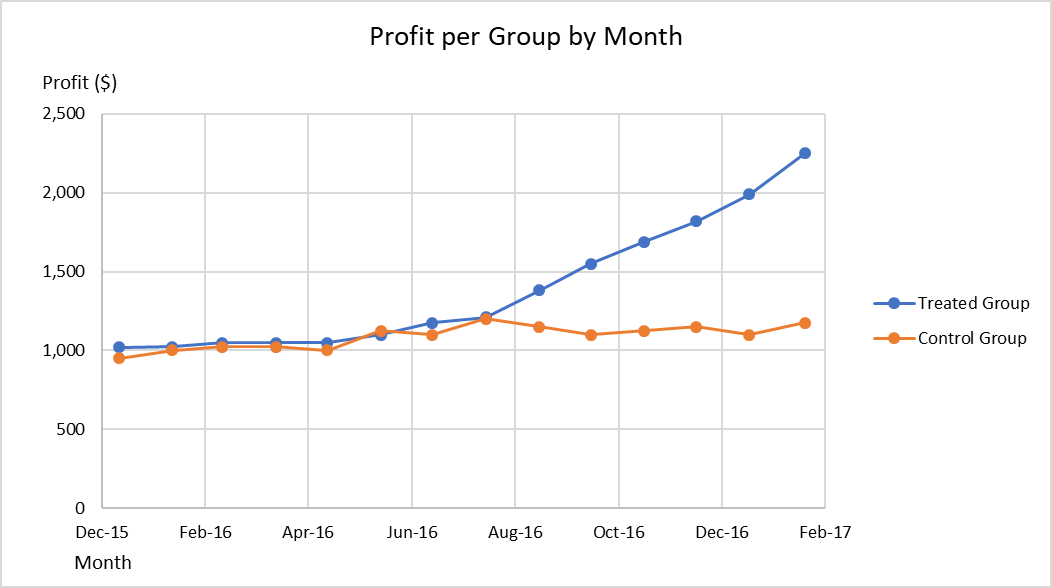 Profit per Group by Month
Profit ($)
2,500
2,000
1,500
1,000
500
0
Dec-15 Feb-16 Apr-16 Jun-16 Aug-16 Oct-16 Dec-16 Feb-17
Month
Treated Group
Control Group